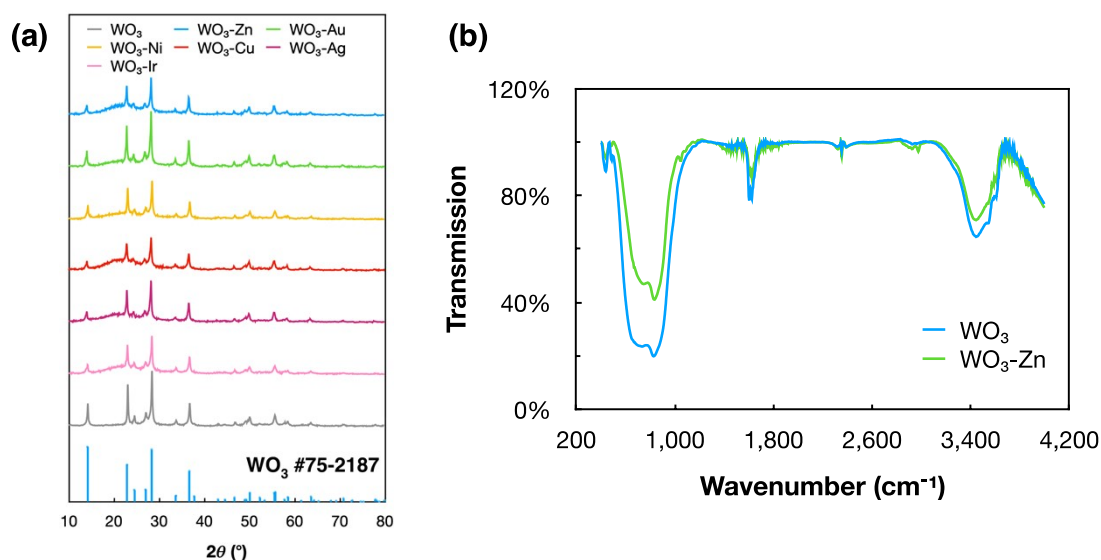 (a)
WO₃ WO₃-Zn WO₃-Au
WO₃-Ni WO₃-Cu WO₃-Ag
WO₃-Ir
WO₃ #75-2187
10 20 30 40 50 60 70 80
2θ (°)
(b)
120%
80%
40%
0%
Transmission
WO₃
WO₃-Zn
200 1,000 1,800 2,600 3,400 4,200
Wavenumber (cm⁻¹)